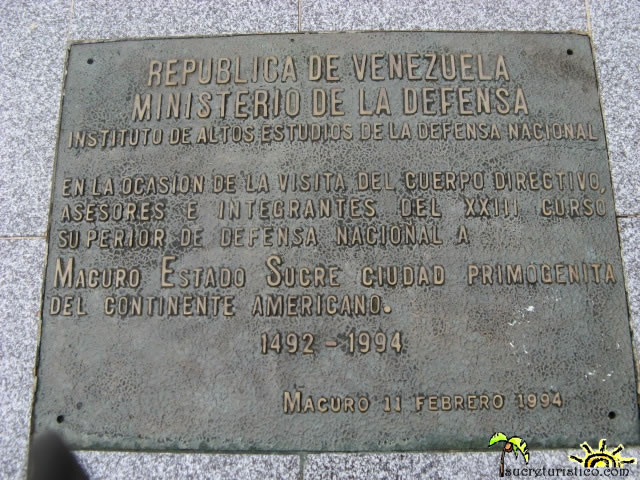 REPUBLICA DE VENEZUELA
MINISTERIO DE LA DEFENSA
INSTITUTO DE ALTOS ESTUDIOS DE LA DEFENSA NACIONAL
EN LA OCASION DE LA VISITA DEL CUERPO DIRECTIVO,
ASESORES E INTEGRANTES DEL XXIII CURSO
SUPERIOR DE DEFENSA NACIONAL A
MACURO ESTADO SUCRE CIUDAD PRIMOGENITA
DEL CONTINENTE AMERICANO.
1492 - 1994
MACURO 11 FEBRERO 1994
sucreturistico.com